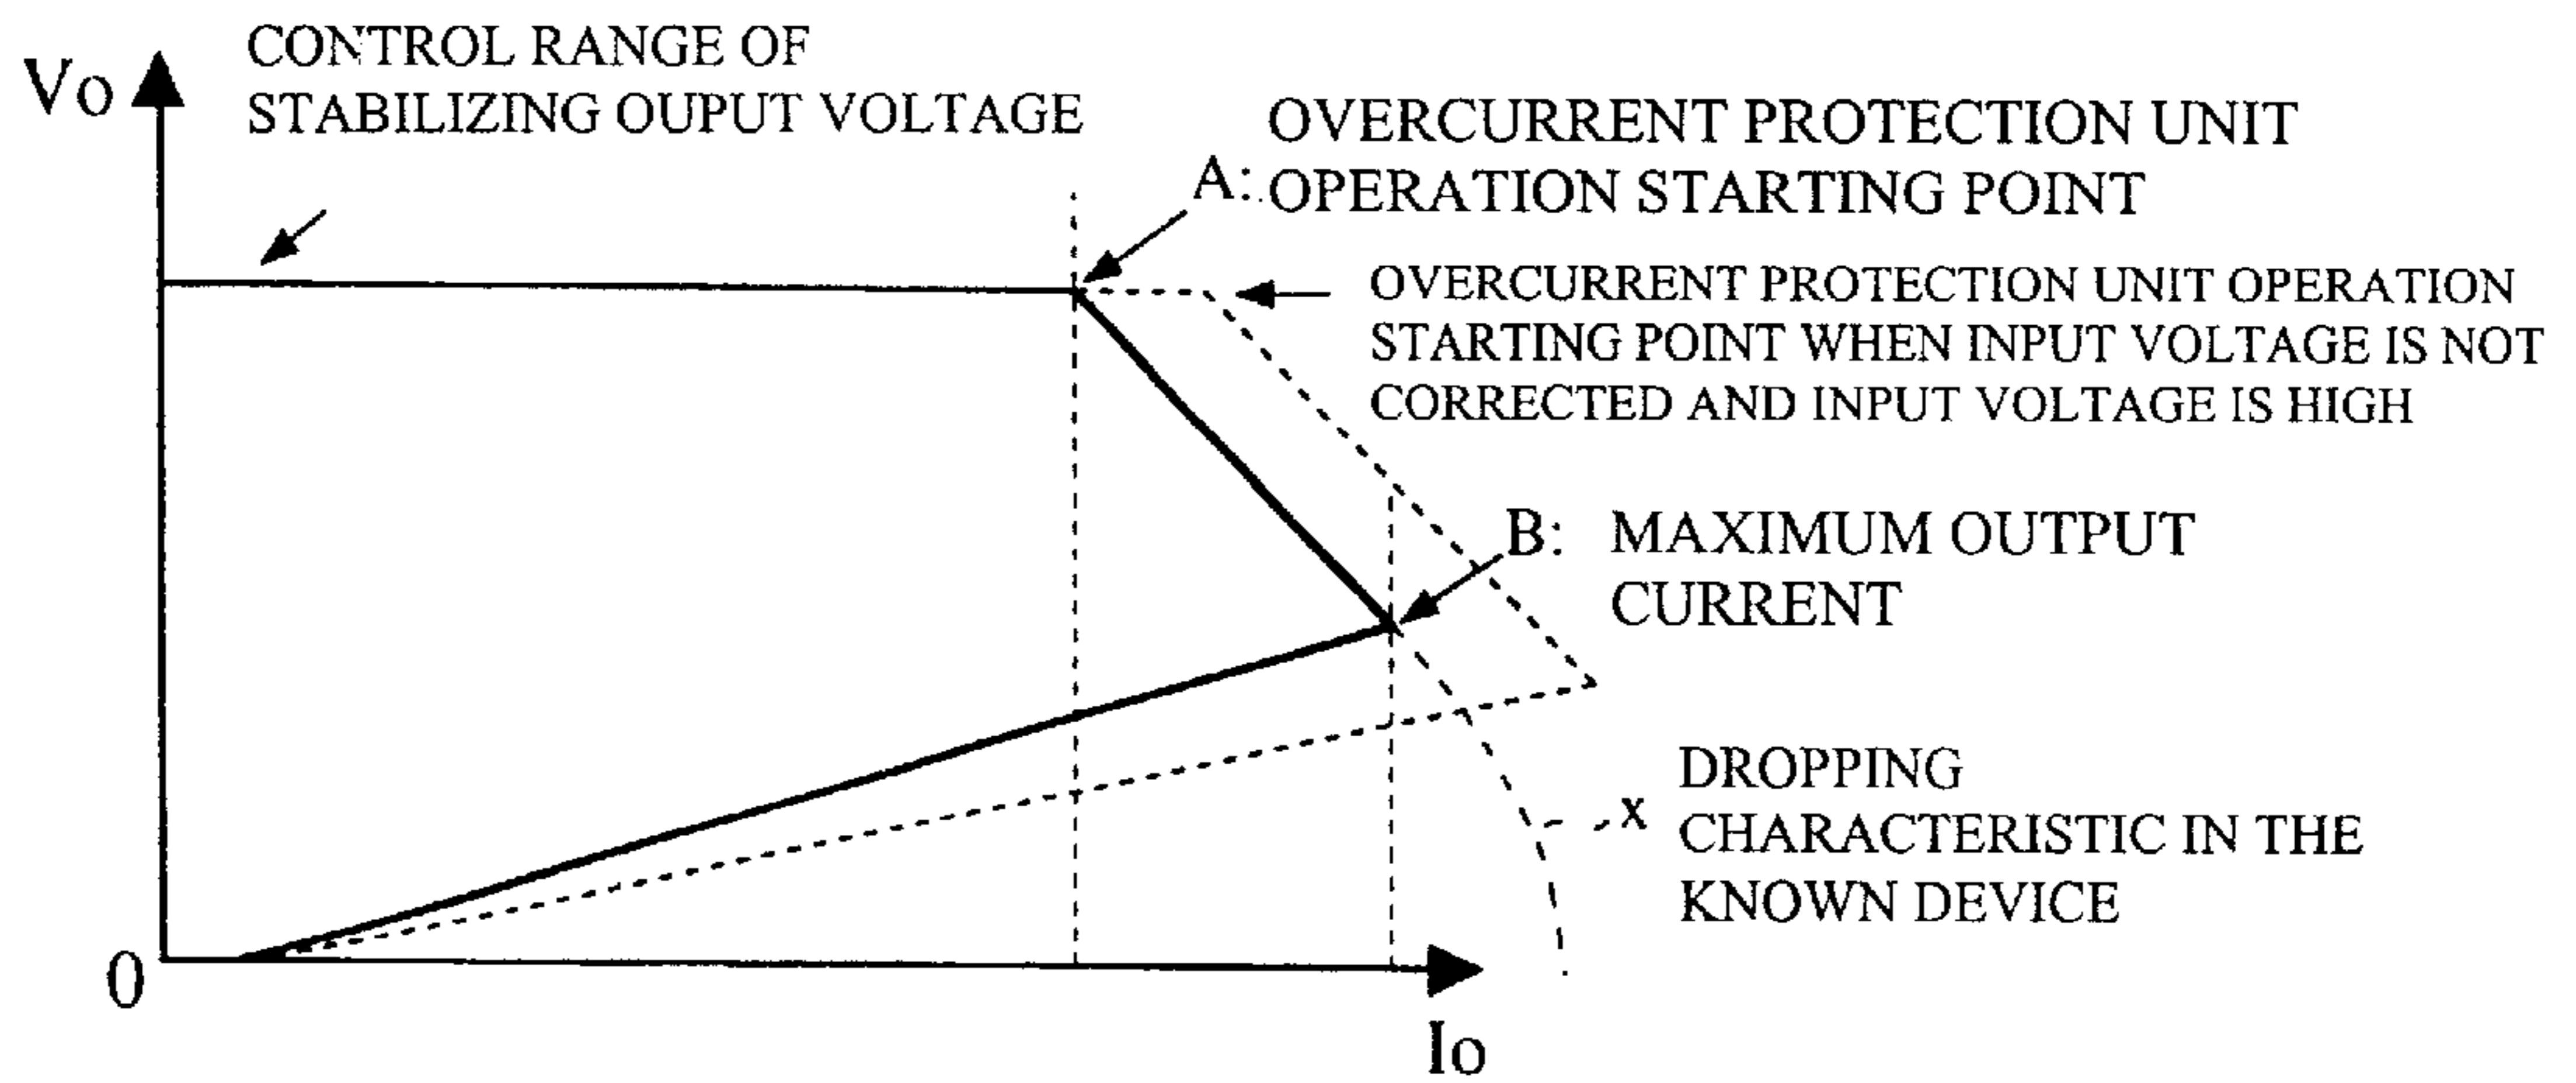 Vo
CONTROL RANGE OF
STABILIZING OUPUT VOLTAGE
A: OVERCURRENT PROTECTION UNIT
OPERATION STARTING POINT
OVERCURRENT PROTECTION UNIT OPERATION
STARTING POINT WHEN INPUT VOLTAGE IS NOT
CORRECTED AND INPUT VOLTAGE IS HIGH
B: MAXIMUM OUTPUT
CURRENT
X
DROPPING
CHARACTERISTIC IN THE
KNOWN DEVICE
0
Io